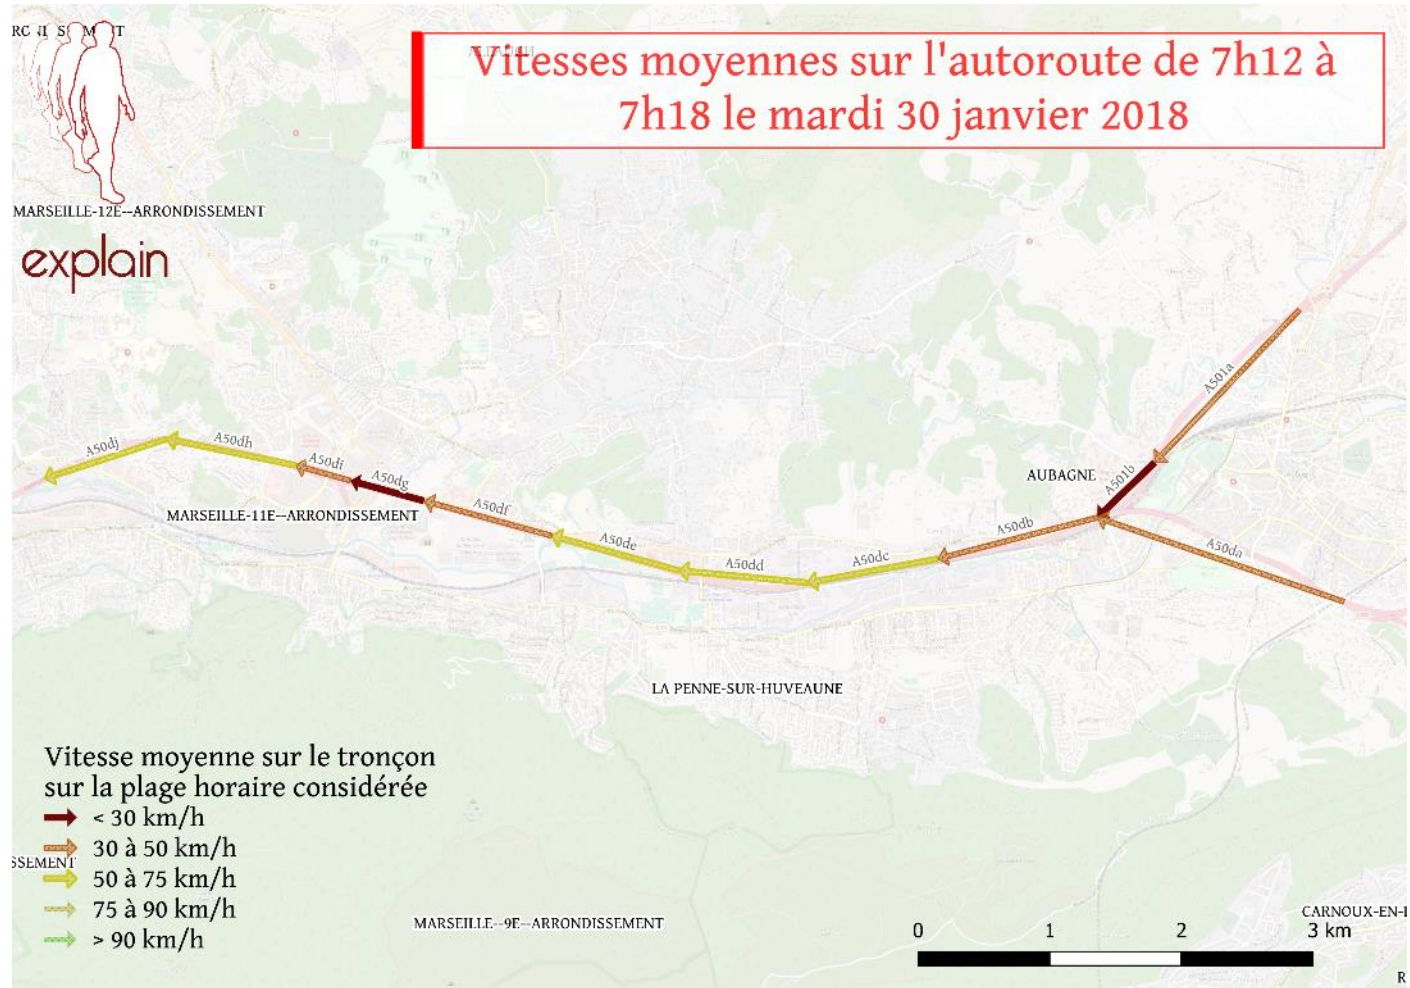 Vitesses moyennes sur l'autoroute de 7h12 à
7h18 le mardi 30 janvier 2018
MARSEILLE-12E--ARRONDISSEMENT
explain
A501a
A50dj
A50dh
A50di
A50dg
AUBAGNE
A501b
MARSEILLE-11E--ARRONDISSEMENT
A50df
A50de
A50dd
A50dc
A50db
A50da
LA PENNE-SUR-HUVEAUNE
Vitesse moyenne sur le tronçon
sur la plage horaire considérée
< 30 km/h
30 à 50 km/h
SSEMENT
50 à 75 km/h
75 à 90 km/h
> 90 km/h
MARSEILLE--9E--ARRONDISSEMENT
CARNOUX-EN-
0 1 2 3 km
R